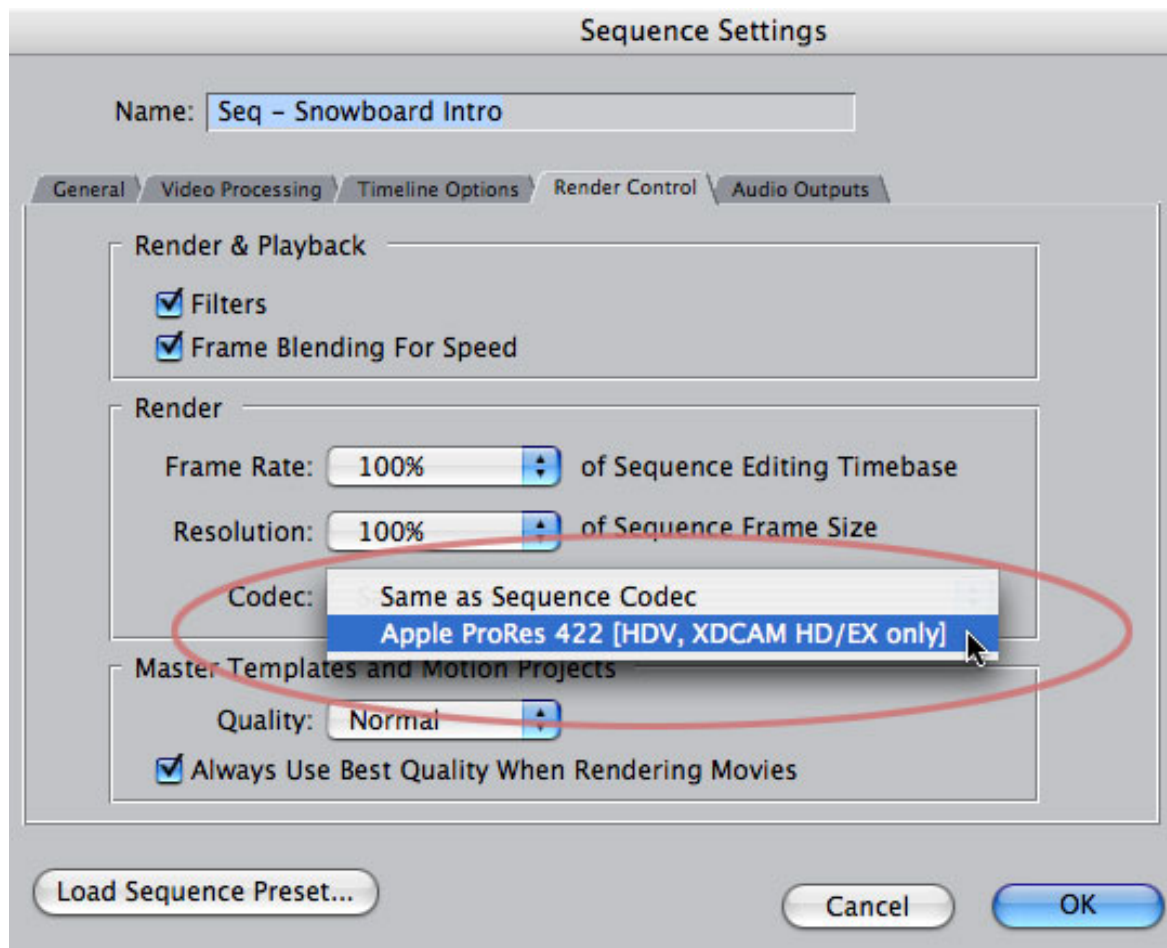 Sequence Settings
Name: Seq – Snowboard Intro
General Video Processing Timeline Options Render Control Audio Outputs
Render & Playback
Filters
Frame Blending For Speed
Render
Frame Rate: 100% of Sequence Editing Timebase
Resolution: 100% of Sequence Frame Size
Codec: Same as Sequence Codec
Apple ProRes 422 [HDV, XDCAM HD/EX only]
Master Templates and Motion Projects
Quality: Normal
Always Use Best Quality When Rendering Movies
Load Sequence Preset...
Cancel OK